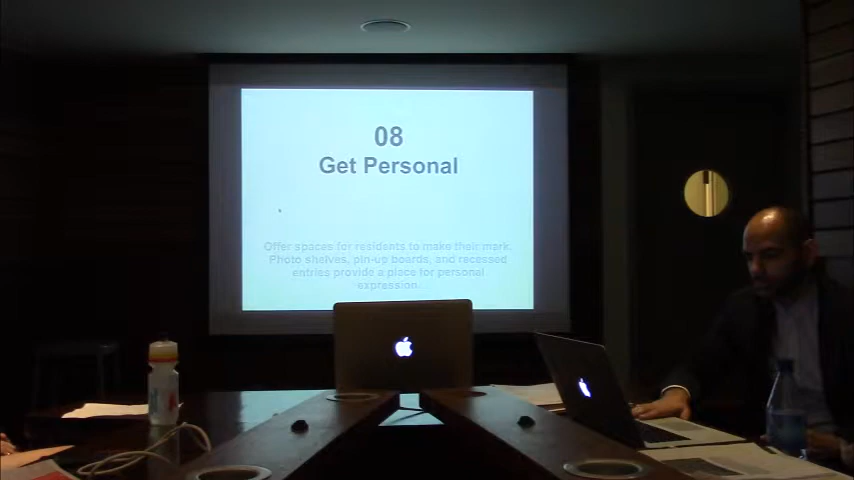 08
Get Personal
Offer spaces for residents to make their mark.
Photo shelves, pin-up boards, and recessed
entries provide a place for personal
expression.